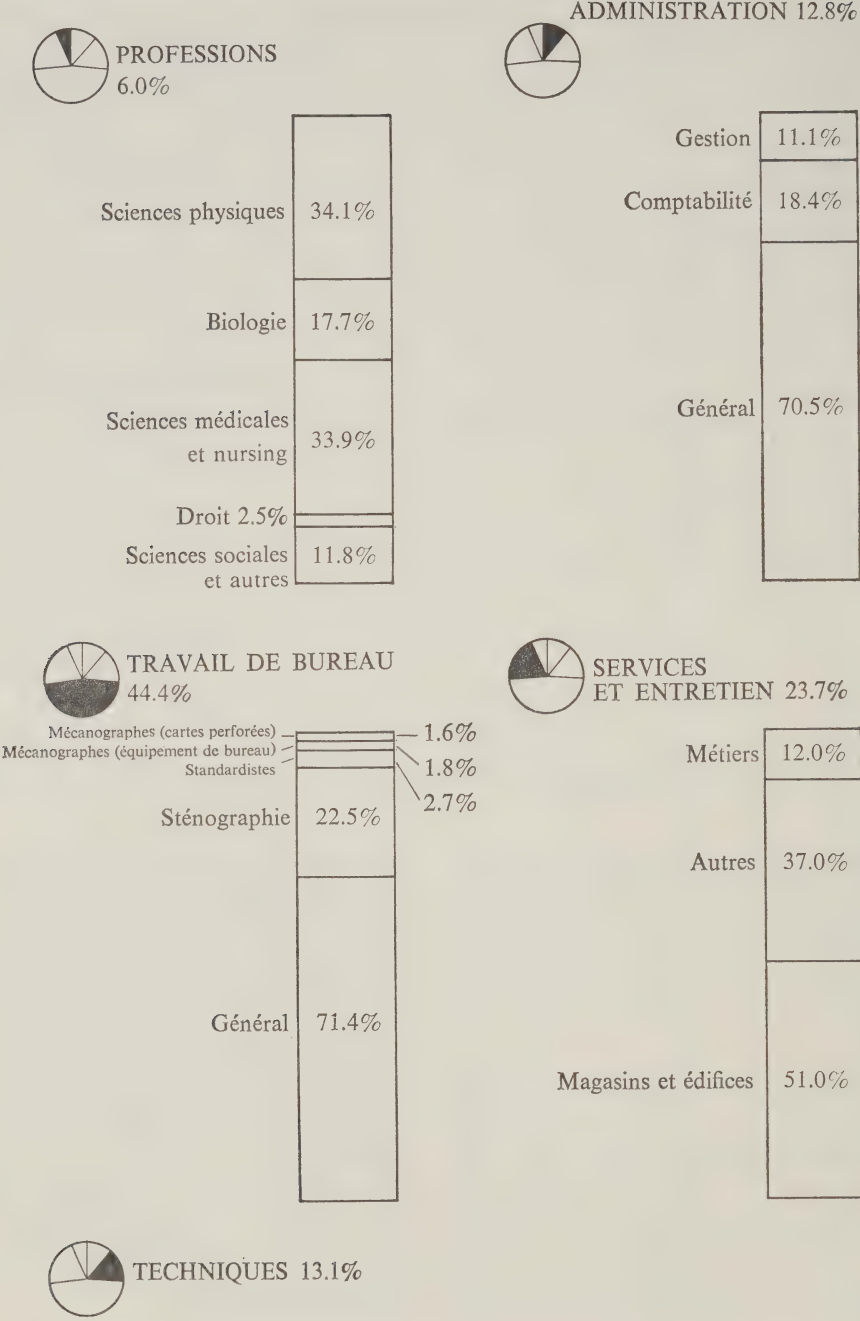 PROFESSIONS
6.0%
Sciences physiques 34.1%
Biologie 17.7%
Sciences médicales
et nursing
33.9%
Droit 2.5%
Sciences sociales
et autres
11.8%
ADMINISTRATION 12.8%
Gestion 11.1%
Comptabilité 18.4%
Général 70.5%
TRAVAIL DE BUREAU
44.4%
Mécanographes (cartes perforées) 1.6%
Mécanographes (équipement de bureau) 1.8%
Standardistes 2.7%
Sténographie 22.5%
Général 71.4%
SERVICES
ET ENTRETIEN 23.7%
Métiers 12.0%
Autres 37.0%
Magasins et édifices 51.0%
TECHNIQUES 13.1%